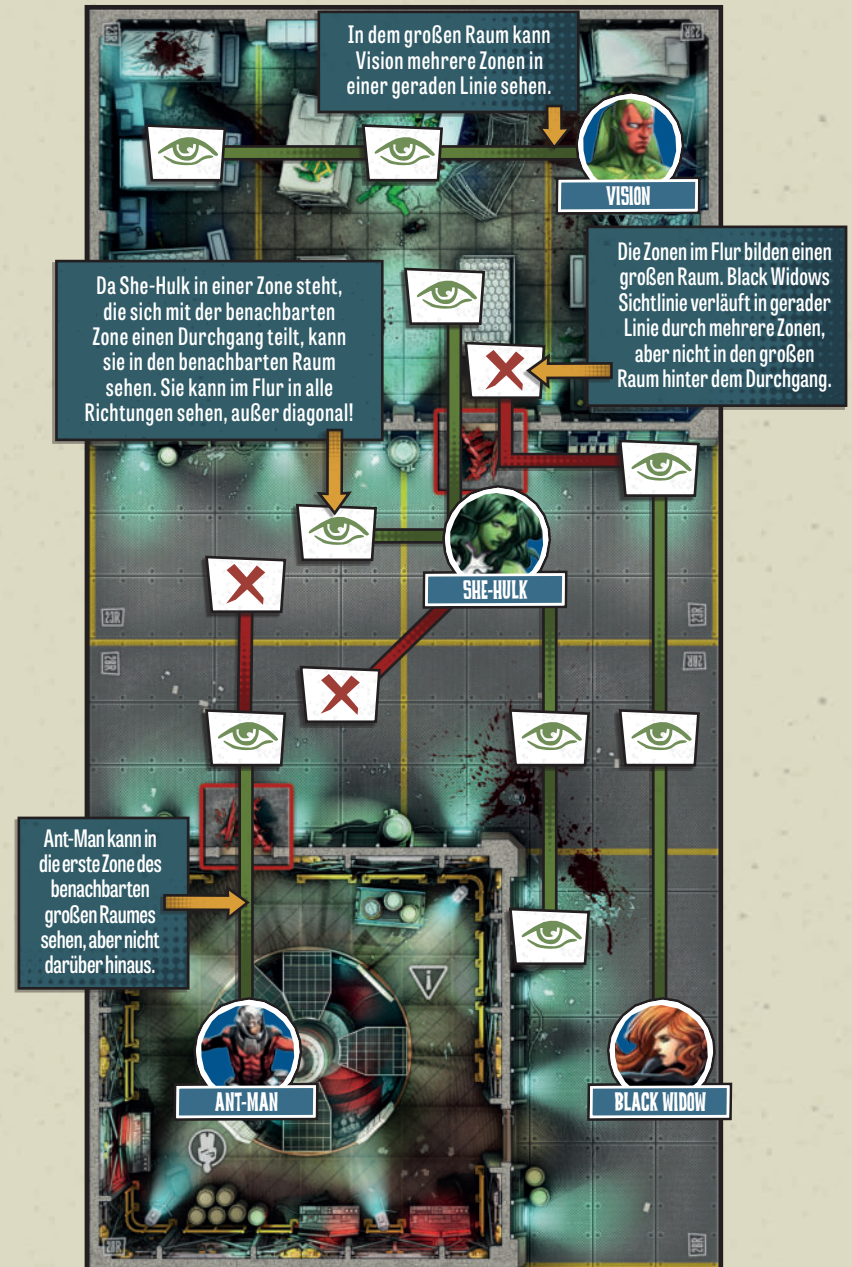 In dem großen Raum kann
Vision mehrere Zonen in
einer geraden Linie sehen.
VISION
Die Zonen im Flur bilden einen
großen Raum. Black Widows
Sichtlinie verläuft in gerader
Linie durch mehrere Zonen,
aber nicht in den großen
Raum hinter dem Durchgang.
Da She-Hulk in einer Zone steht,
die sich mit der benachbarten
Zone einen Durchgang teilt, kann
sie in den benachbarten Raum
sehen. Sie kann im Flur in alle
Richtungen sehen, außer diagonal!
SHE-HULK
23R
Ant-Man kann in
die erste Zone des
benachbarten
großen Raumes
sehen, aber nicht
darüber hinaus.
ANT-MAN
BLACK WIDOW